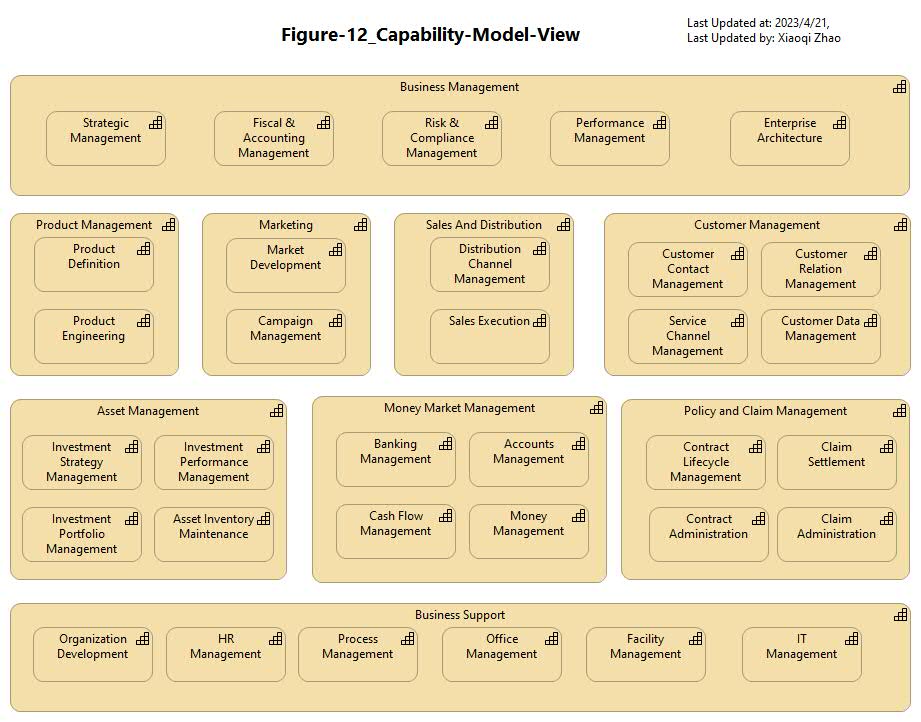 Figure-12_Capability-Model-View
Last Updated at: 2023/4/21,
Last Updated by: Xiaoqi Zhao
Business Management
Strategic
Management
Fiscal &
Accounting
Management
Risk &
Compliance
Management
Performance
Management
Enterprise
Architecture
Product Management
Product
Definition
Product
Engineering
Marketing
Market
Development
Campaign
Management
Sales And Distribution
Distribution
Channel
Management
Sales Execution
Customer Management
Customer
Contact
Management
Customer
Relation
Management
Service
Channel
Management
Customer Data
Management
Asset Management
Investment
Strategy
Management
Investment
Performance
Management
Investment
Portfolio
Management
Asset Inventory
Maintenance
Money Market Management
Banking
Management
Accounts
Management
Cash Flow
Management
Money
Management
Policy and Claim Management
Contract
Lifecycle
Management
Claim
Settlement
Contract
Administration
Claim
Administration
Business Support
Organization
Development
HR
Management
Process
Management
Office
Management
Facility
Management
IT
Management